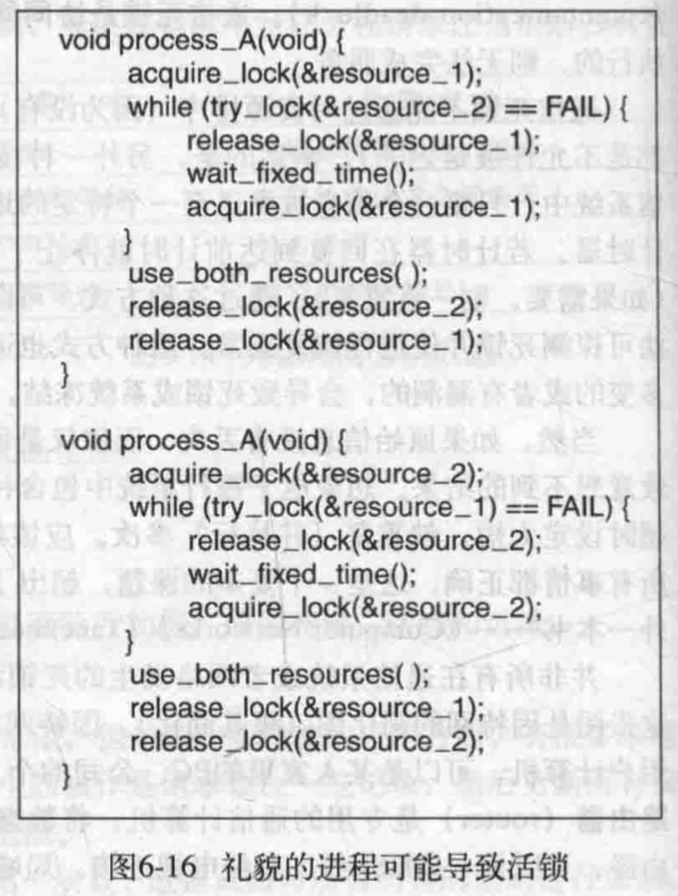 void process_A(void) {
acquire_lock(&resource_1);
while (try_lock(&resource_2) == FAIL) {
release_lock(&resource_1);
wait_fixed_time();
acquire_lock(&resource_1);
}
use_both_resources( );
release_lock(&resource_2);
release_lock(&resource_1);
}
void process_A(void) {
acquire_lock(&resource_2);
while (try_lock(&resource_1) == FAIL) {
release_lock(&resource_2);
wait_fixed_time();
acquire_lock(&resource_2);
}
use_both_resources( );
release_lock(&resource_1);
release_lock(&resource_2);
}
图6-16 礼貌的进程可能导致活锁